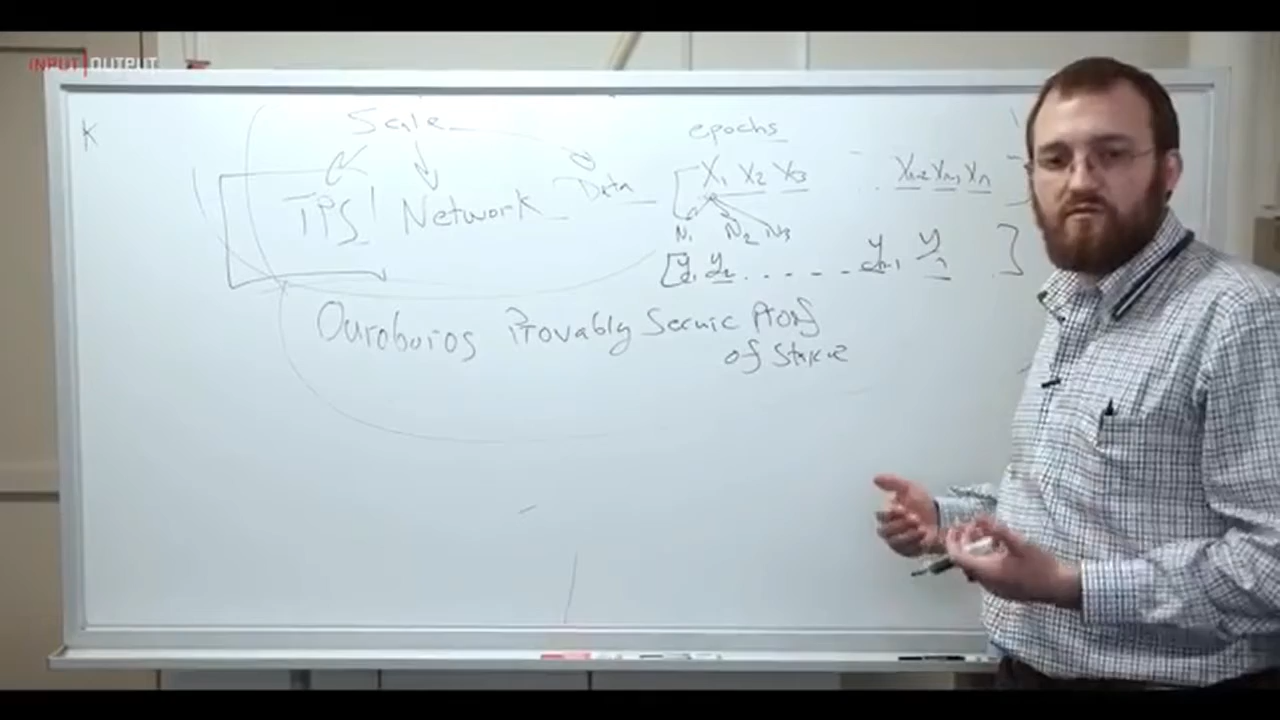 INPUT|OUTPUT
K
Scale
TPS! Network Data
epochs
X1 X2 X3 . . Xn-2 Xn-1 Xn
N1 N2 N3
[y1 y2 . . . . . . yn-1 yn]
Ouroburos Provably Secure Proof
of Stake